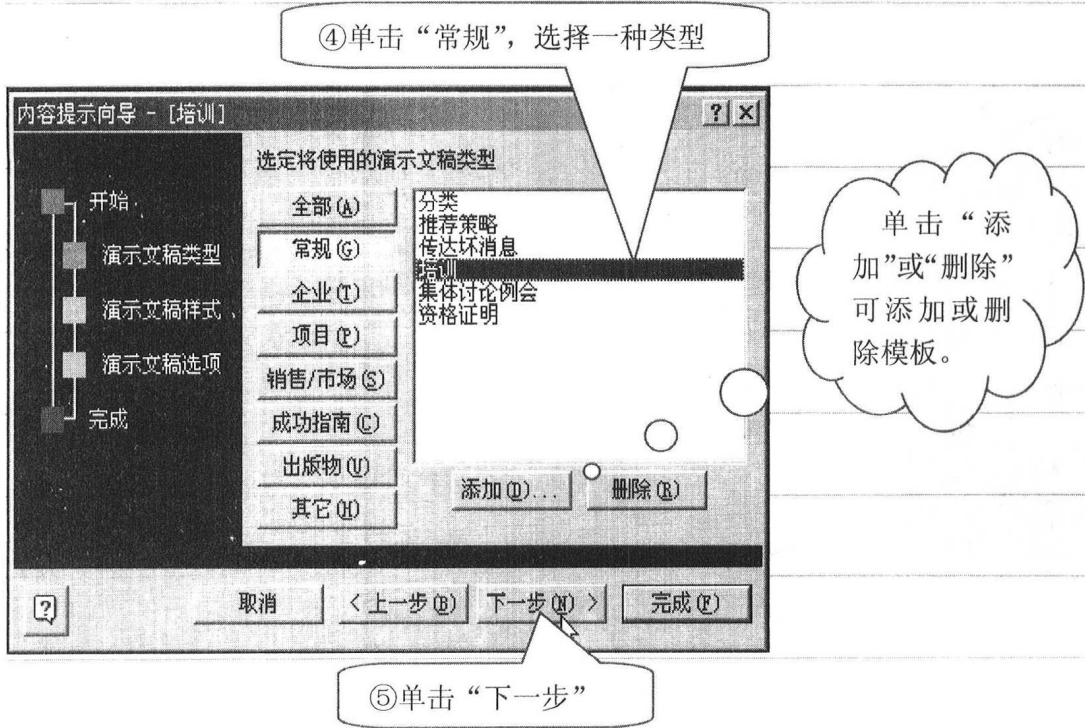 ④单击“常规”，选择一种类型
内容提示向导 - [培训]
选定将使用的演示文稿类型
开始
演示文稿类型
演示文稿样式
演示文稿选项
完成
全部(A)
常规(G)
企业(T)
项目(P)
销售/市场(S)
成功指南(C)
出版物(U)
其它(H)
分类
推荐策略
传达坏消息
培训
集体讨论例会
资格证明
添加(D)...
删除(R)
单击“添
加”或“删除”
可添加或删
除模板。
取消
<上一步(B)
下一步(N)>
完成(F)
⑤单击“下一步”